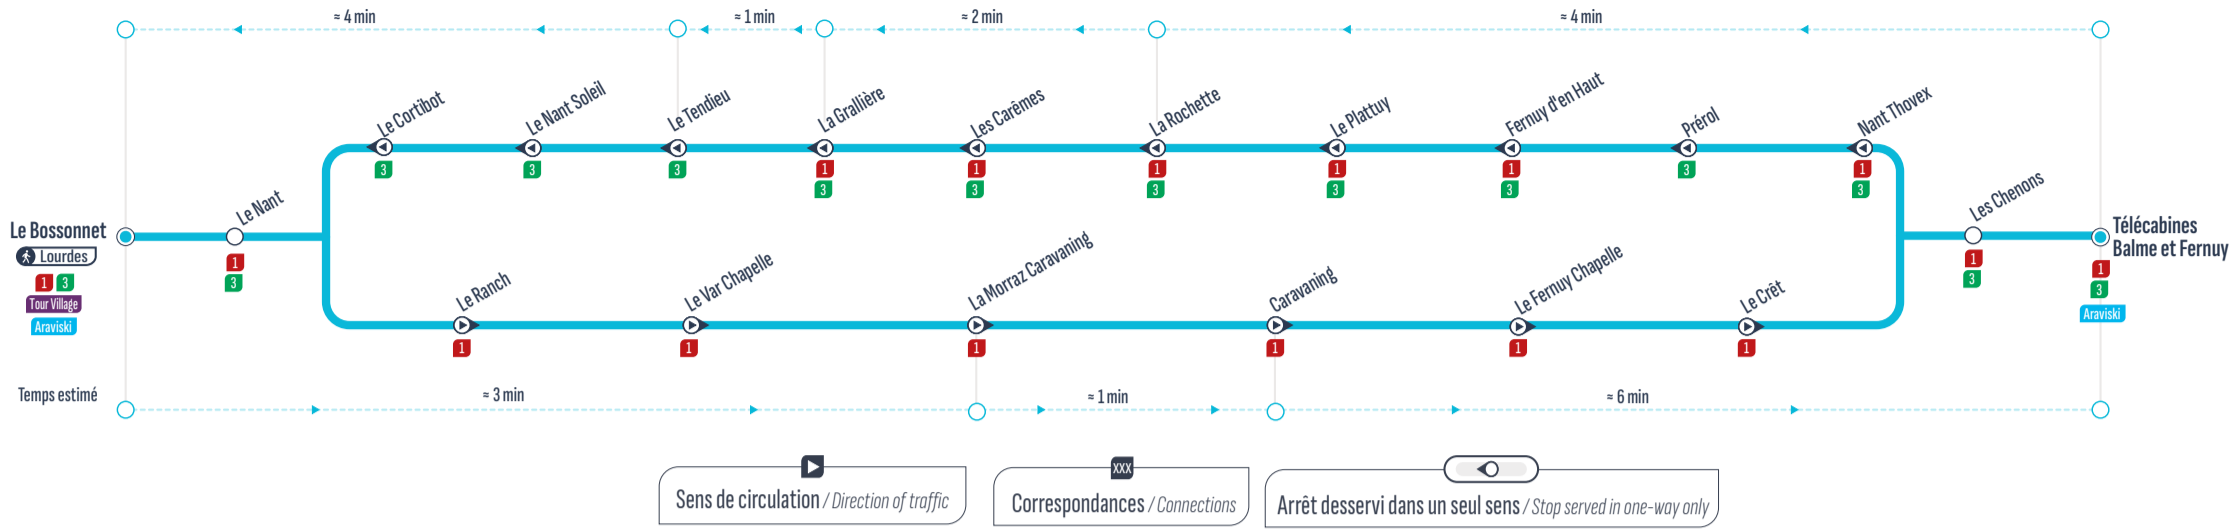 ≈ 4 min
≈ 1 min
≈ 2 min
≈ 4 min
Le Cortibot
3
Le Nant Soleil
3
Le Tendieu
3
La Grallière
1
3
Les Carêmes
1
3
La Rochette
1
3
Le Plattuy
1
3
Fernuy d'en Haut
1
3
Prérol
3
Nant Thovex
1
3
Le Bossonnet
Lourdes
1 3
Tour Village
Araviski
Le Nant
1
3
Les Chenons
1
3
Télécabines
Balme et Fernuy
1
3
Araviski
Le Ranch
1
Le Var Chapelle
1
La Morraz Caravaning
1
Caravaning
1
Le Fernuy Chapelle
1
Le Crêt
1
Temps estimé
≈ 3 min
≈ 1 min
≈ 6 min
Sens de circulation / Direction of traffic
XXX
Correspondances / Connections
Arrêt desservi dans un seul sens / Stop served in one-way only